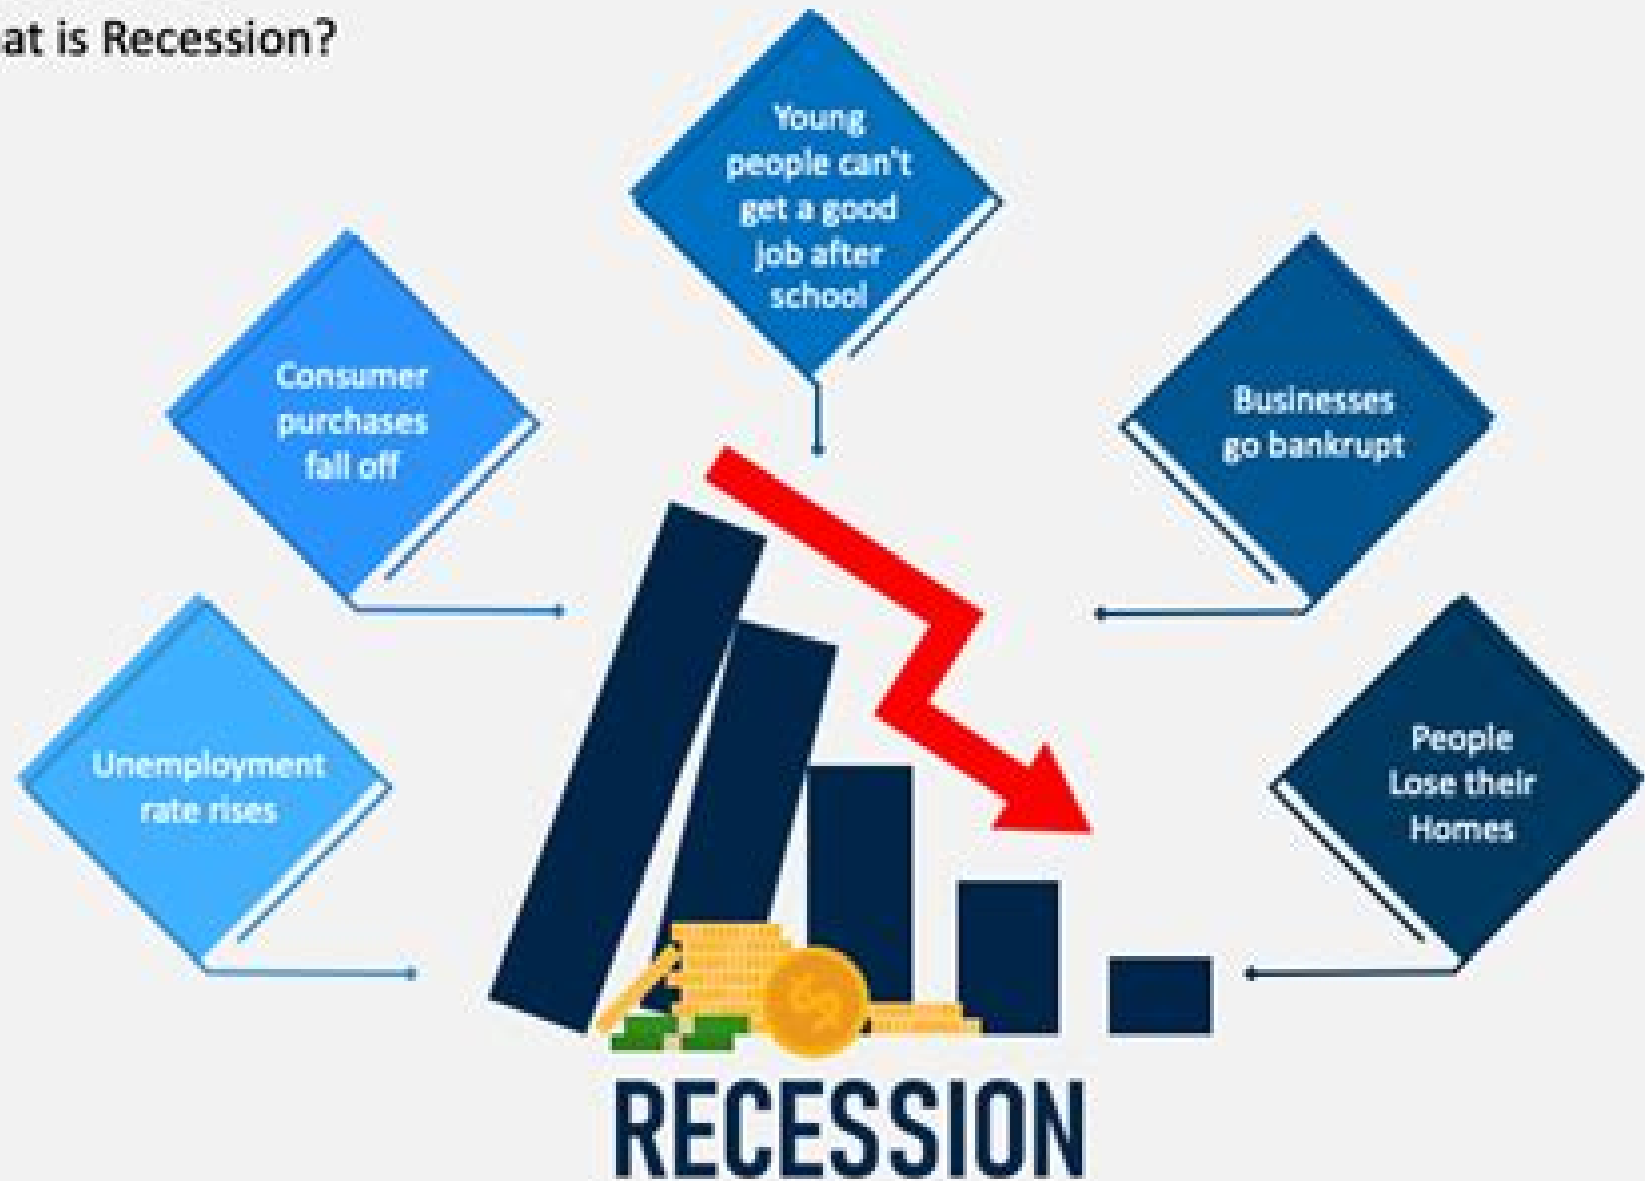 at is Recession?
Young
people can't
get a good
job after
school
Consumer
purchases
fall off
Businesses
go bankrupt
Unemployment
rate rises
People
Lose their
Homes
$
RECESSION